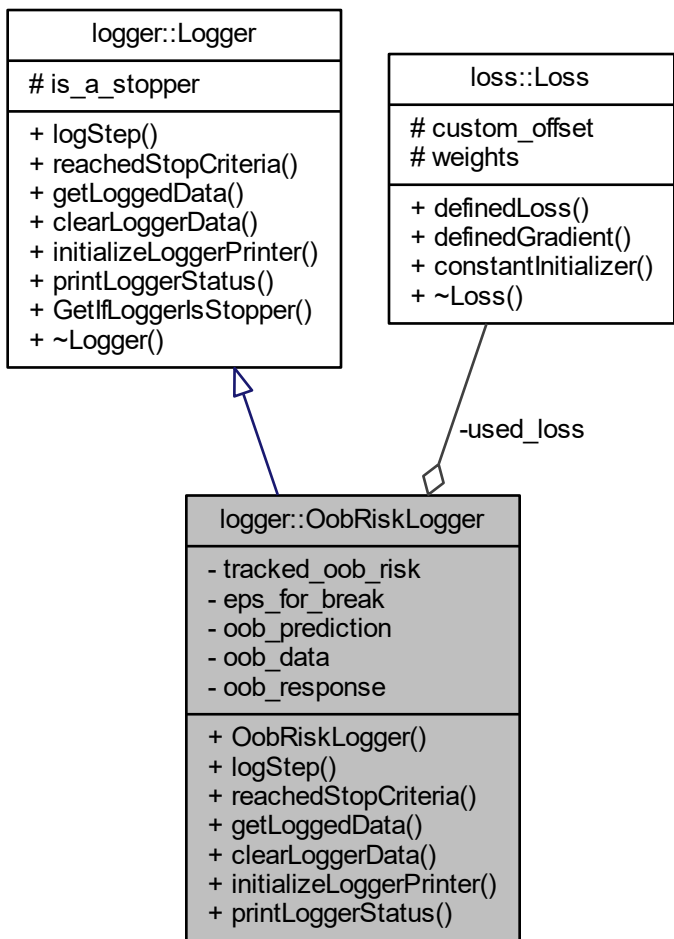 logger::Logger
# is_a_stopper
+ logStep()
+ reachedStopCriteria()
+ getLoggedData()
+ clearLoggerData()
+ initializeLoggerPrinter()
+ printLoggerStatus()
+ GetIfLoggerIsStopper()
+ ~Logger()
loss::Loss
# custom_offset
# weights
+ definedLoss()
+ definedGradient()
+ constantInitializer()
+ ~Loss()
-used_loss
logger::OobRiskLogger
- tracked_oob_risk
- eps_for_break
- oob_prediction
- oob_data
- oob_response
+ OobRiskLogger()
+ logStep()
+ reachedStopCriteria()
+ getLoggedData()
+ clearLoggerData()
+ initializeLoggerPrinter()
+ printLoggerStatus()